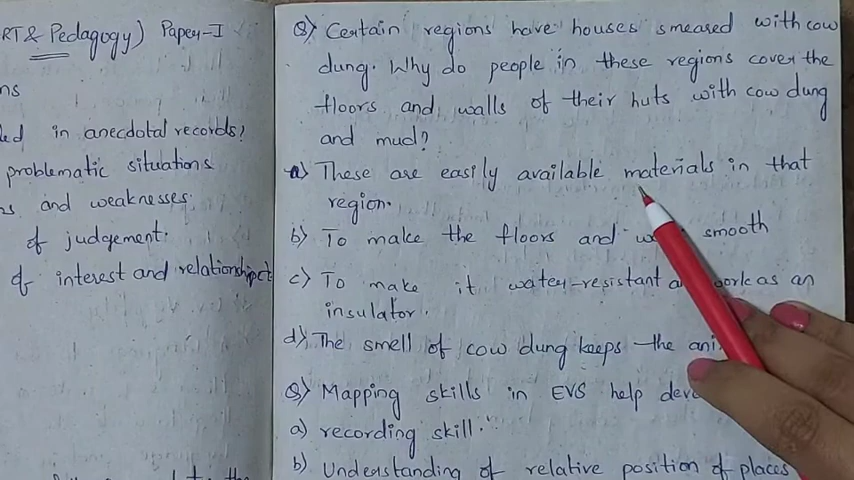 RT & Pedagogy) Paper-I
ns
ded in anecdotal records?
problematic situations
s and weaknesses.
of judgement.
of interest and relationship
Q) Certain regions have houses smeared with cow
dung. Why do people in these regions cover the
floors and walls of their huts with cow dung
and mud?
a) These are easily available materials in that
region.
b) To make the floors and smooth
c) To make it water-resistant work as an
insulator.
d) The smell of cow dung keeps the
Q) Mapping skills in EVS help
a) recording skill.
b) Understanding of relative position of places